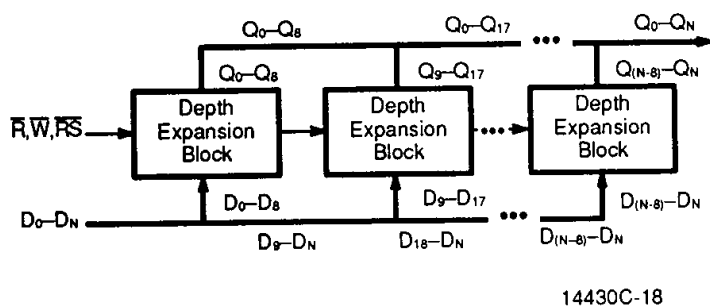 Q0–Q8
Q0–Q17
Q0–QN
Q0–Q8
Q9–Q17
Q(N-8)–QN
R̅,W̅,R̅S̅
Depth
Expansion
Block
Depth
Expansion
Block
Depth
Expansion
Block
D0–DN
D0–D8
D9–D17
D(N-8)–DN
D9–DN
D18–DN
D(N–8)–DN
14430C-18